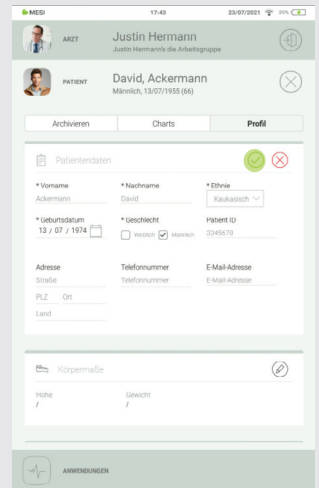 MESI 17:43 23/07/2021 89%
ARZT
Justin Hermann
Justin Hermann's die Arbeitsgruppe
PATIENT
David, Ackermann
Männlich, 13/07/1955 (66)
Archivieren Charts Profil
Patientendaten
* Vorname * Nachname * Ethnie
Ackermann David Kaukasisch
* Geburtsdatum * Geschlecht Patient ID
13 / 07 / 1974 Weiblich Männlich 3345678
Adresse Telefonnummer E-Mail-Adresse
Straße Telefonnummer E-Mail-Adresse
PLZ Ort
Land
Körpermaße
Höhe Gewicht
/ /
ANWENDUNGEN